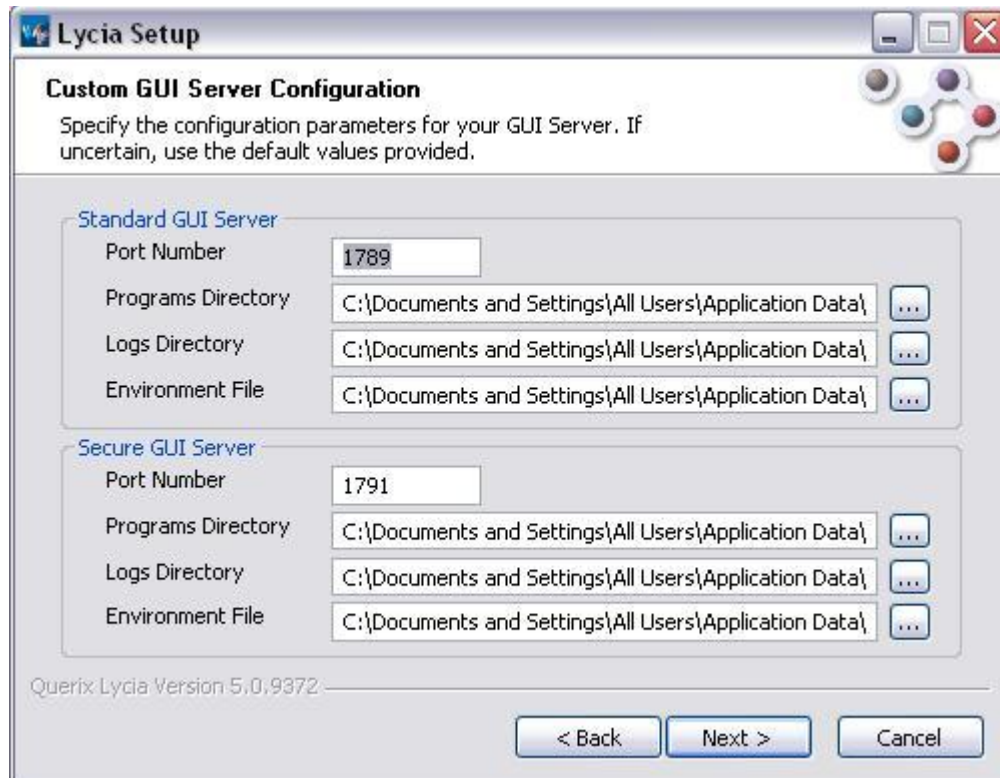 Lycia Setup
Custom GUI Server Configuration
Specify the configuration parameters for your GUI Server. If
uncertain, use the default values provided.
Standard GUI Server
Port Number 1789
Programs Directory C:\Documents and Settings\All Users\Application Data\ ...
Logs Directory C:\Documents and Settings\All Users\Application Data\ ...
Environment File C:\Documents and Settings\All Users\Application Data\ ...
Secure GUI Server
Port Number 1791
Programs Directory C:\Documents and Settings\All Users\Application Data\ ...
Logs Directory C:\Documents and Settings\All Users\Application Data\ ...
Environment File C:\Documents and Settings\All Users\Application Data\ ...
Querix Lycia Version 5.0.9372
< Back Next > Cancel